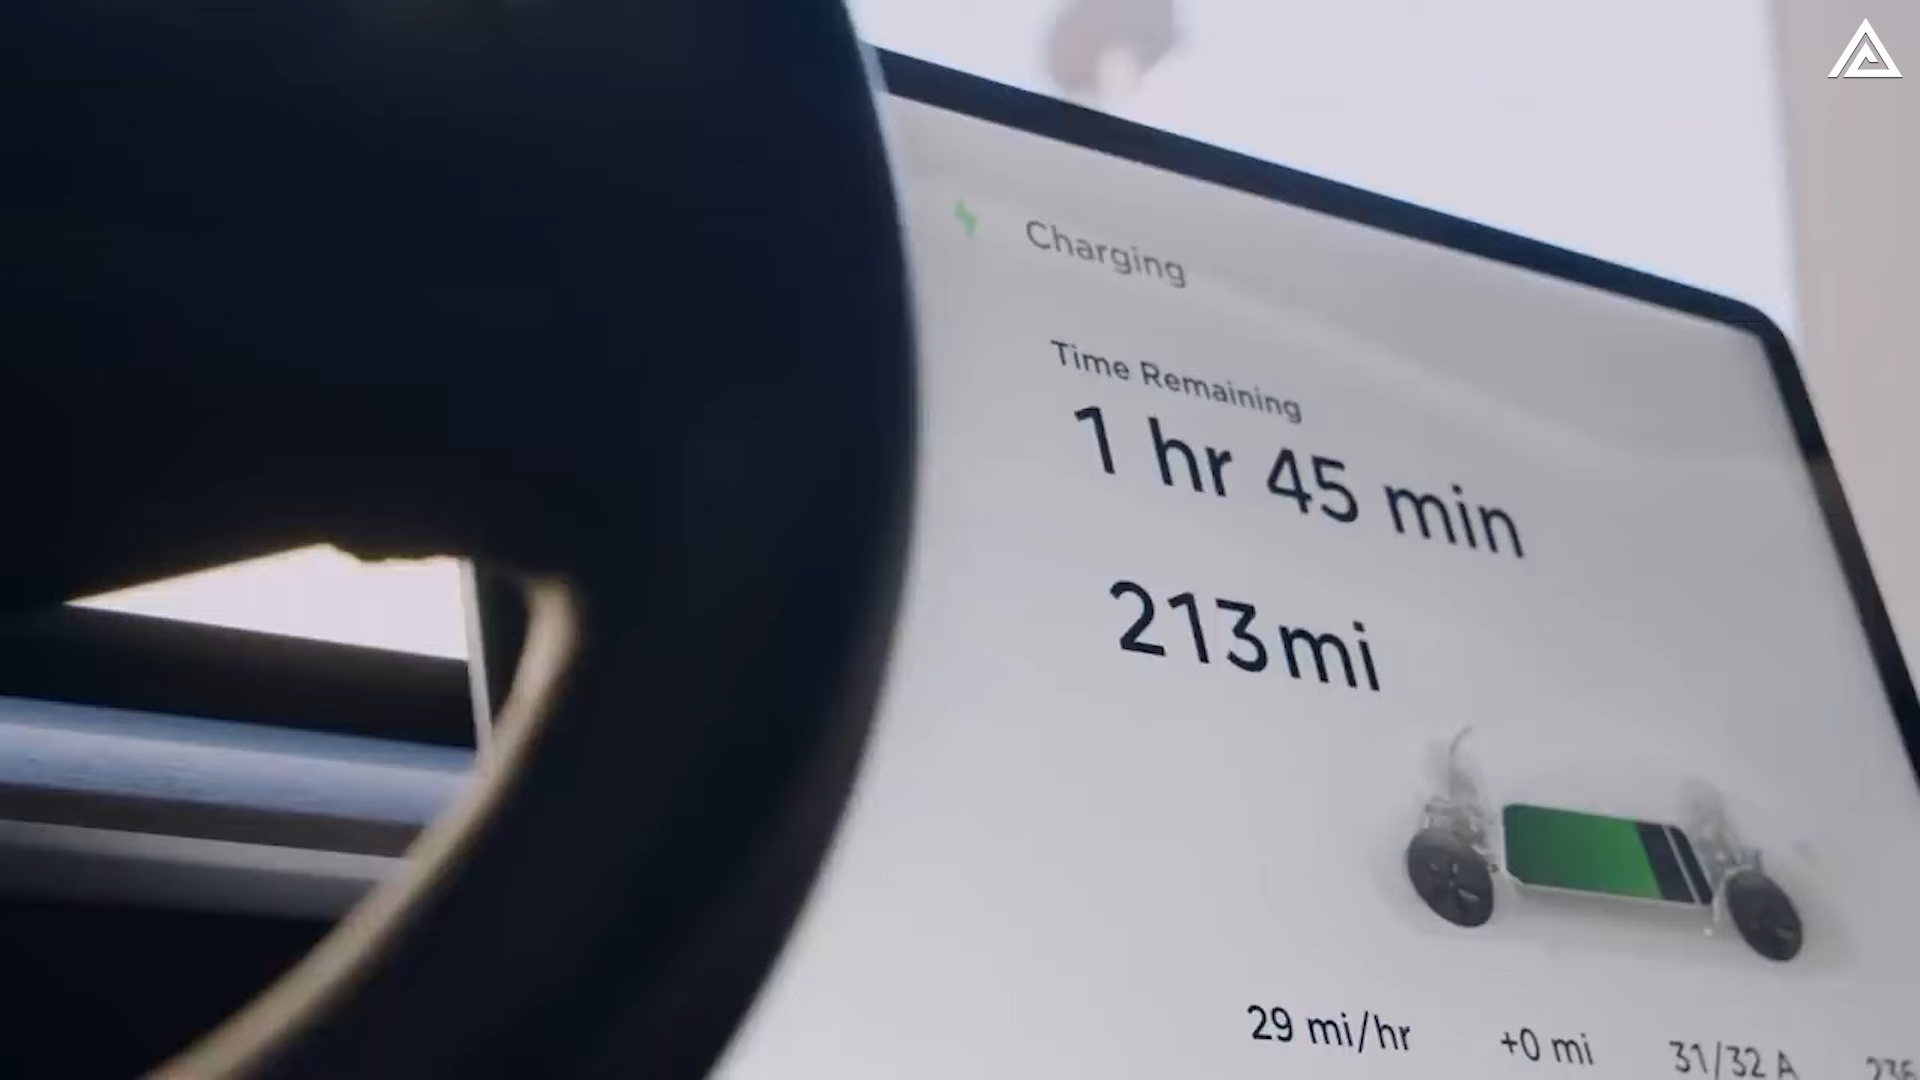 Charging
Time Remaining
1 hr 45 min
213 mi
29 mi/hr +0 mi 31/32 A